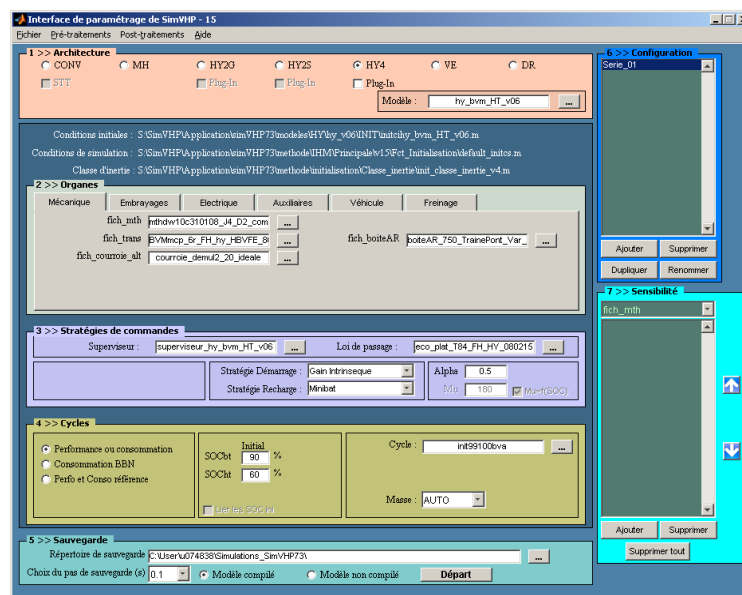 Interface de paramétrage de SimVHP - 15
Fichier Pré-traitements Post-traitements Aide
1 >> Architecture
CONV MH HY2G HY2S HY4 VE DR
STT Plug-In Plug-In Plug-In
Modèle : hy_bvm_HT_v06 ...
Conditions initiales : S:\SimVHP\Application\simVHP73\modeles\HY\hy_v06\INIT\initcihy_bvm_HT_v06.m
Conditions de simulation : S:\SimVHP\Application\simVHP73\methode\IHM\Principale\v15\Fct_Initialisation\default_initcs.m
Classe d'inertie : S:\SimVHP\Application\simVHP73\methode\initialisation\Classe_inertie\init_classe_inertie_v4.m
2 >> Organes
Mécanique Embrayages Electrique Auxiliaires Véhicule Freinage
fich_mth mthdw10c310108_J4_D2_com ...
fich_trans BVMmcp_6r_FH_hy_HBVFE_8 ... fich_boiteAR boiteAR_750_TrainePont_Var_ ...
fich_courroie_alt courroie_demul2_20_ideale ...
3 >> Stratégies de commandes
Superviseur : superviseur_hy_bvm_HT_v06 ... Loi de passage : eco_plat_T84_FH_HY_080215 ...
Stratégie Démarrage : Gain Intrinseque Alpha 0.5
Stratégie Recharge : Minibat Mu 180 Mu=f(SOC)
4 >> Cycles
Performance ou consommation
Consommation BBN
Perfo et Conso référence
Initial
SOCbt 90 %
SOCht 60 %
Lier les SOC ini
Cycle : init99100bva ...
Masse : AUTO
5 >> Sauvegarde
Répertoire de sauvegarde C:\User\u074838\Simulations_SimVHP73\ ...
Choix du pas de sauvegarde (s) 0.1 Modèle compilé Modèle non compilé Départ
6 >> Configuration
Serie_01
Ajouter Supprimer
Dupliquer Renommer
7 >> Sensibilité
fich_mth
Ajouter Supprimer
Supprimer tout